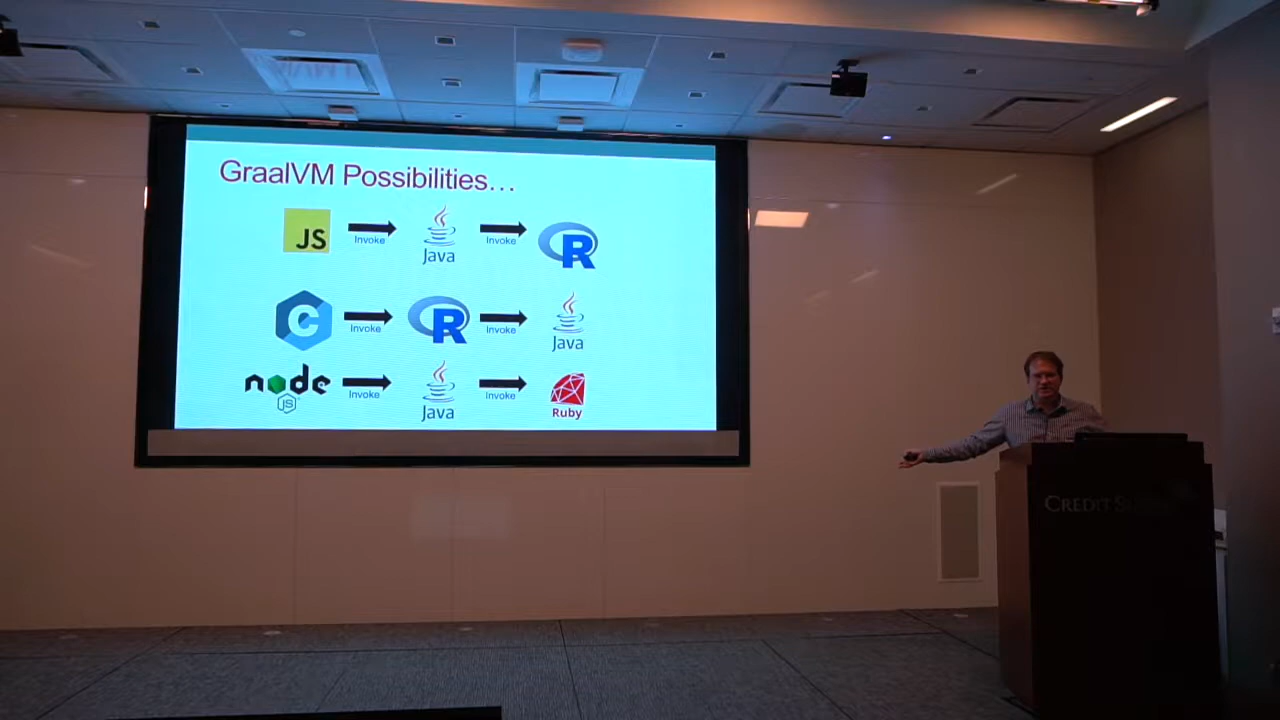 GraalVM Possibilities...
JS Invoke Java Invoke R
C Invoke R Invoke Java
node JS Invoke Java Invoke Ruby
CREDIT